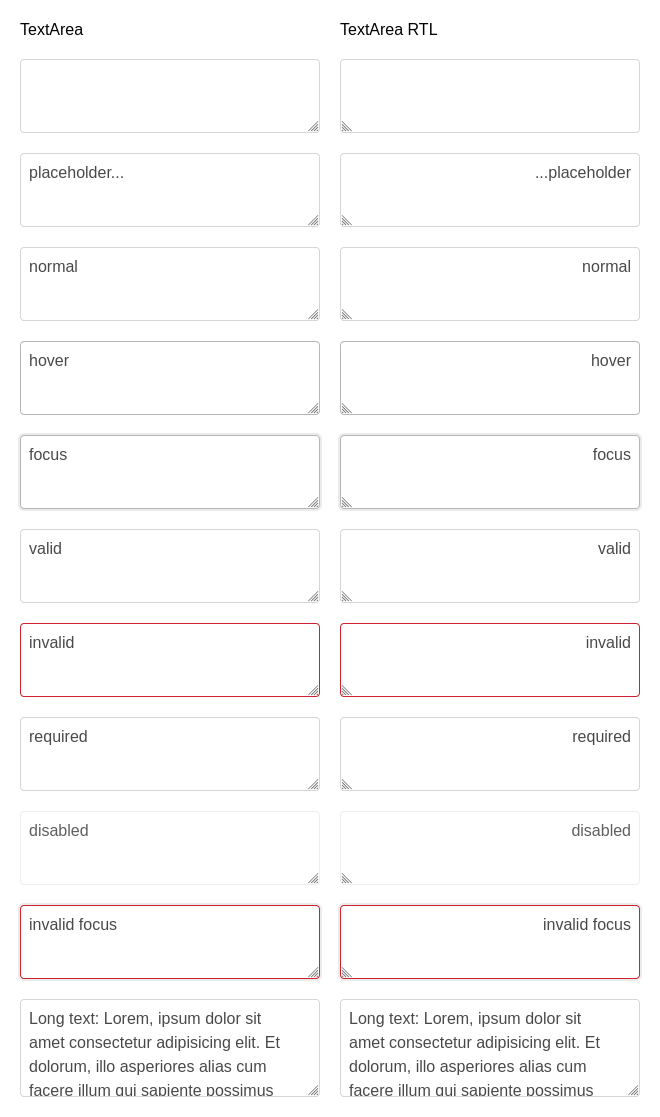 TextArea
TextArea RTL
placeholder...
...placeholder
normal
normal
hover
hover
focus
focus
valid
valid
invalid
invalid
required
required
disabled
disabled
invalid focus
invalid focus
Long text: Lorem, ipsum dolor sit
amet consectetur adipisicing elit. Et
dolorum, illo asperiores alias cum
facere illum qui sapiente possimus
Long text: Lorem, ipsum dolor sit
amet consectetur adipisicing elit. Et
dolorum, illo asperiores alias cum
facere illum qui sapiente possimus